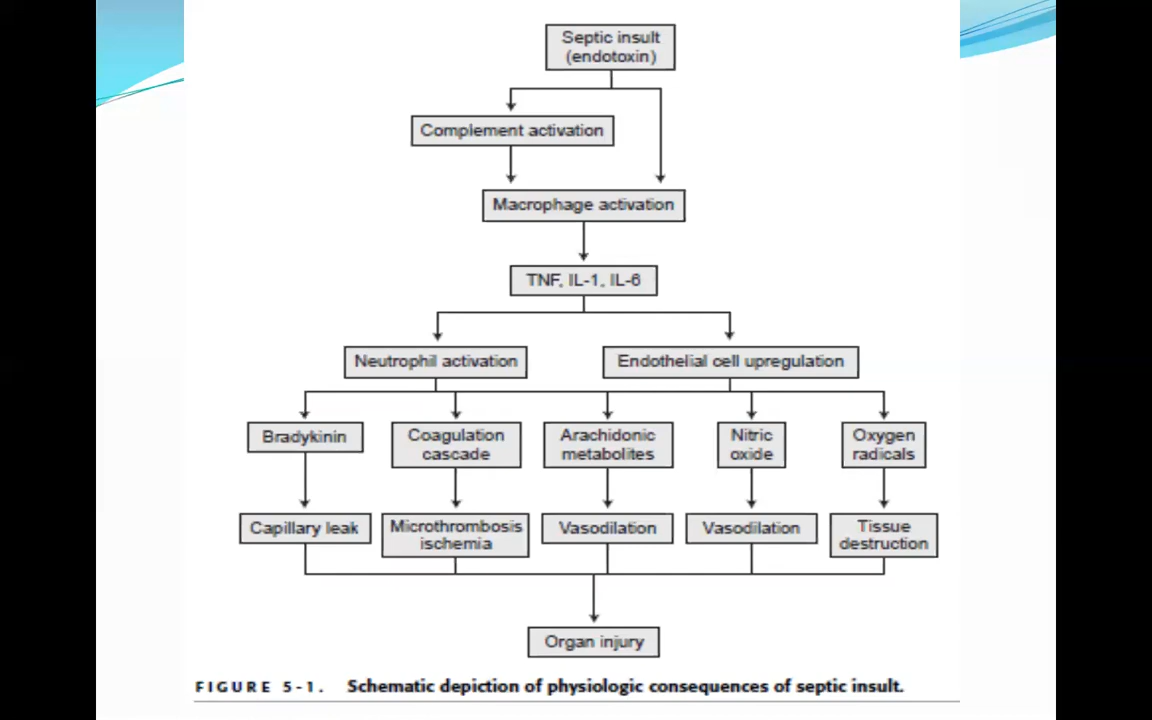 Septic insult
(endotoxin)
Complement activation
Macrophage activation
TNF, IL-1, IL-6
Neutrophil activation
Endothelial cell upregulation
Bradykinin
Coagulation
cascade
Arachidonic
metabolites
Nitric
oxide
Oxygen
radicals
Capillary leak
Microthrombosis
ischemia
Vasodilation
Vasodilation
Tissue
destruction
Organ injury
FIGURE 5-1. Schematic depiction of physiologic consequences of septic insult.